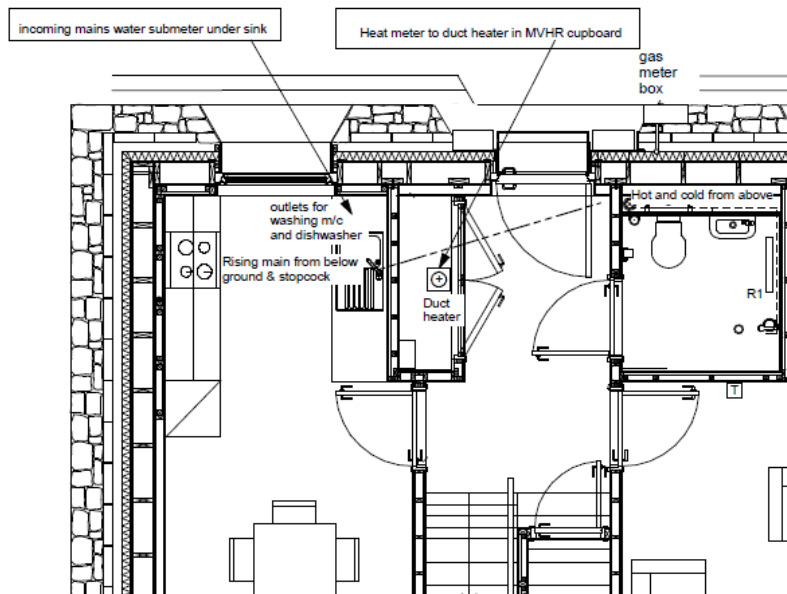 incoming mains water submeter under sink
Heat meter to duct heater in MVHR cupboard
gas
meter
box
Hot and cold from above
outlets for
washing m/c
and dishwasher
Rising main from below
ground & stopcock
Duct
heater
R1
T